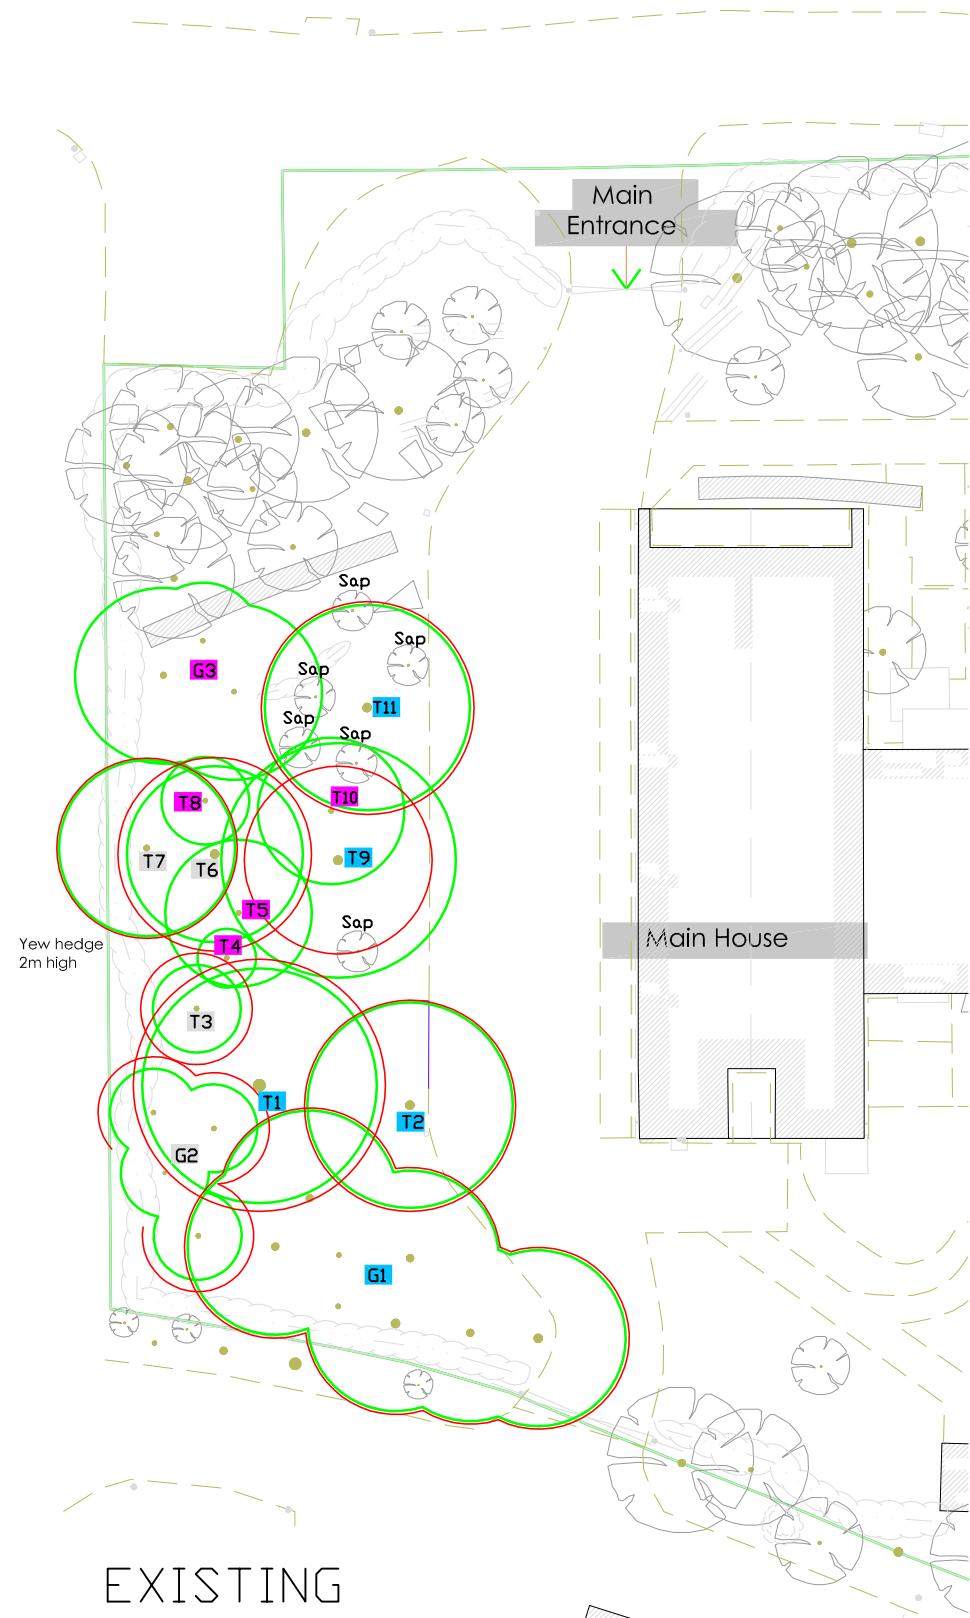 Main
Entrance
Sap
Sap
Sap
G3
T11
Sap
Sap
T10
T8
T7
T6
T9
T5
Sap
Main House
T4
Yew hedge
2m high
T3
T1
T2
G2
G1
EXISTING